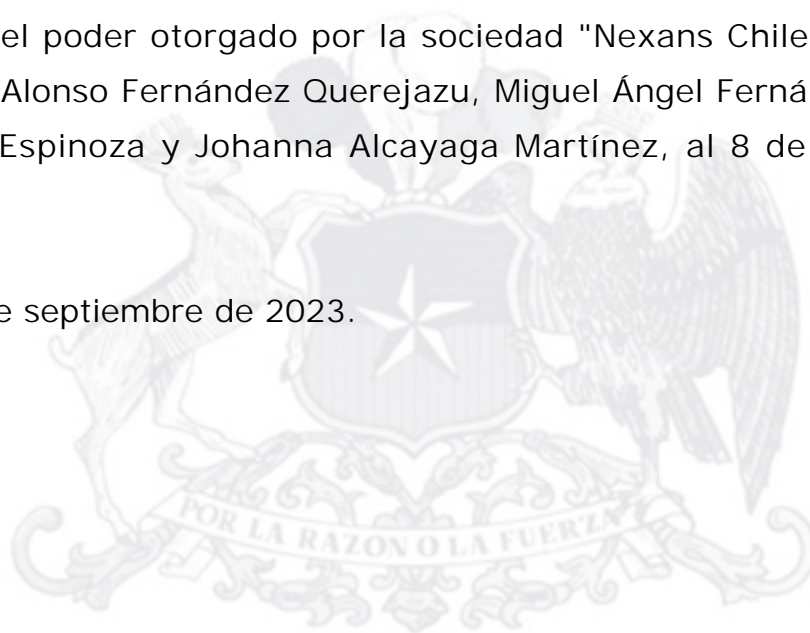 el poder otorgado por la sociedad "Nexans Chile
Alonso Fernández Querejazu, Miguel Ángel Ferná
Espinoza y Johanna Alcayaga Martínez, al 8 de
e septiembre de 2023.
POR LA RAZON O LA FUERZA